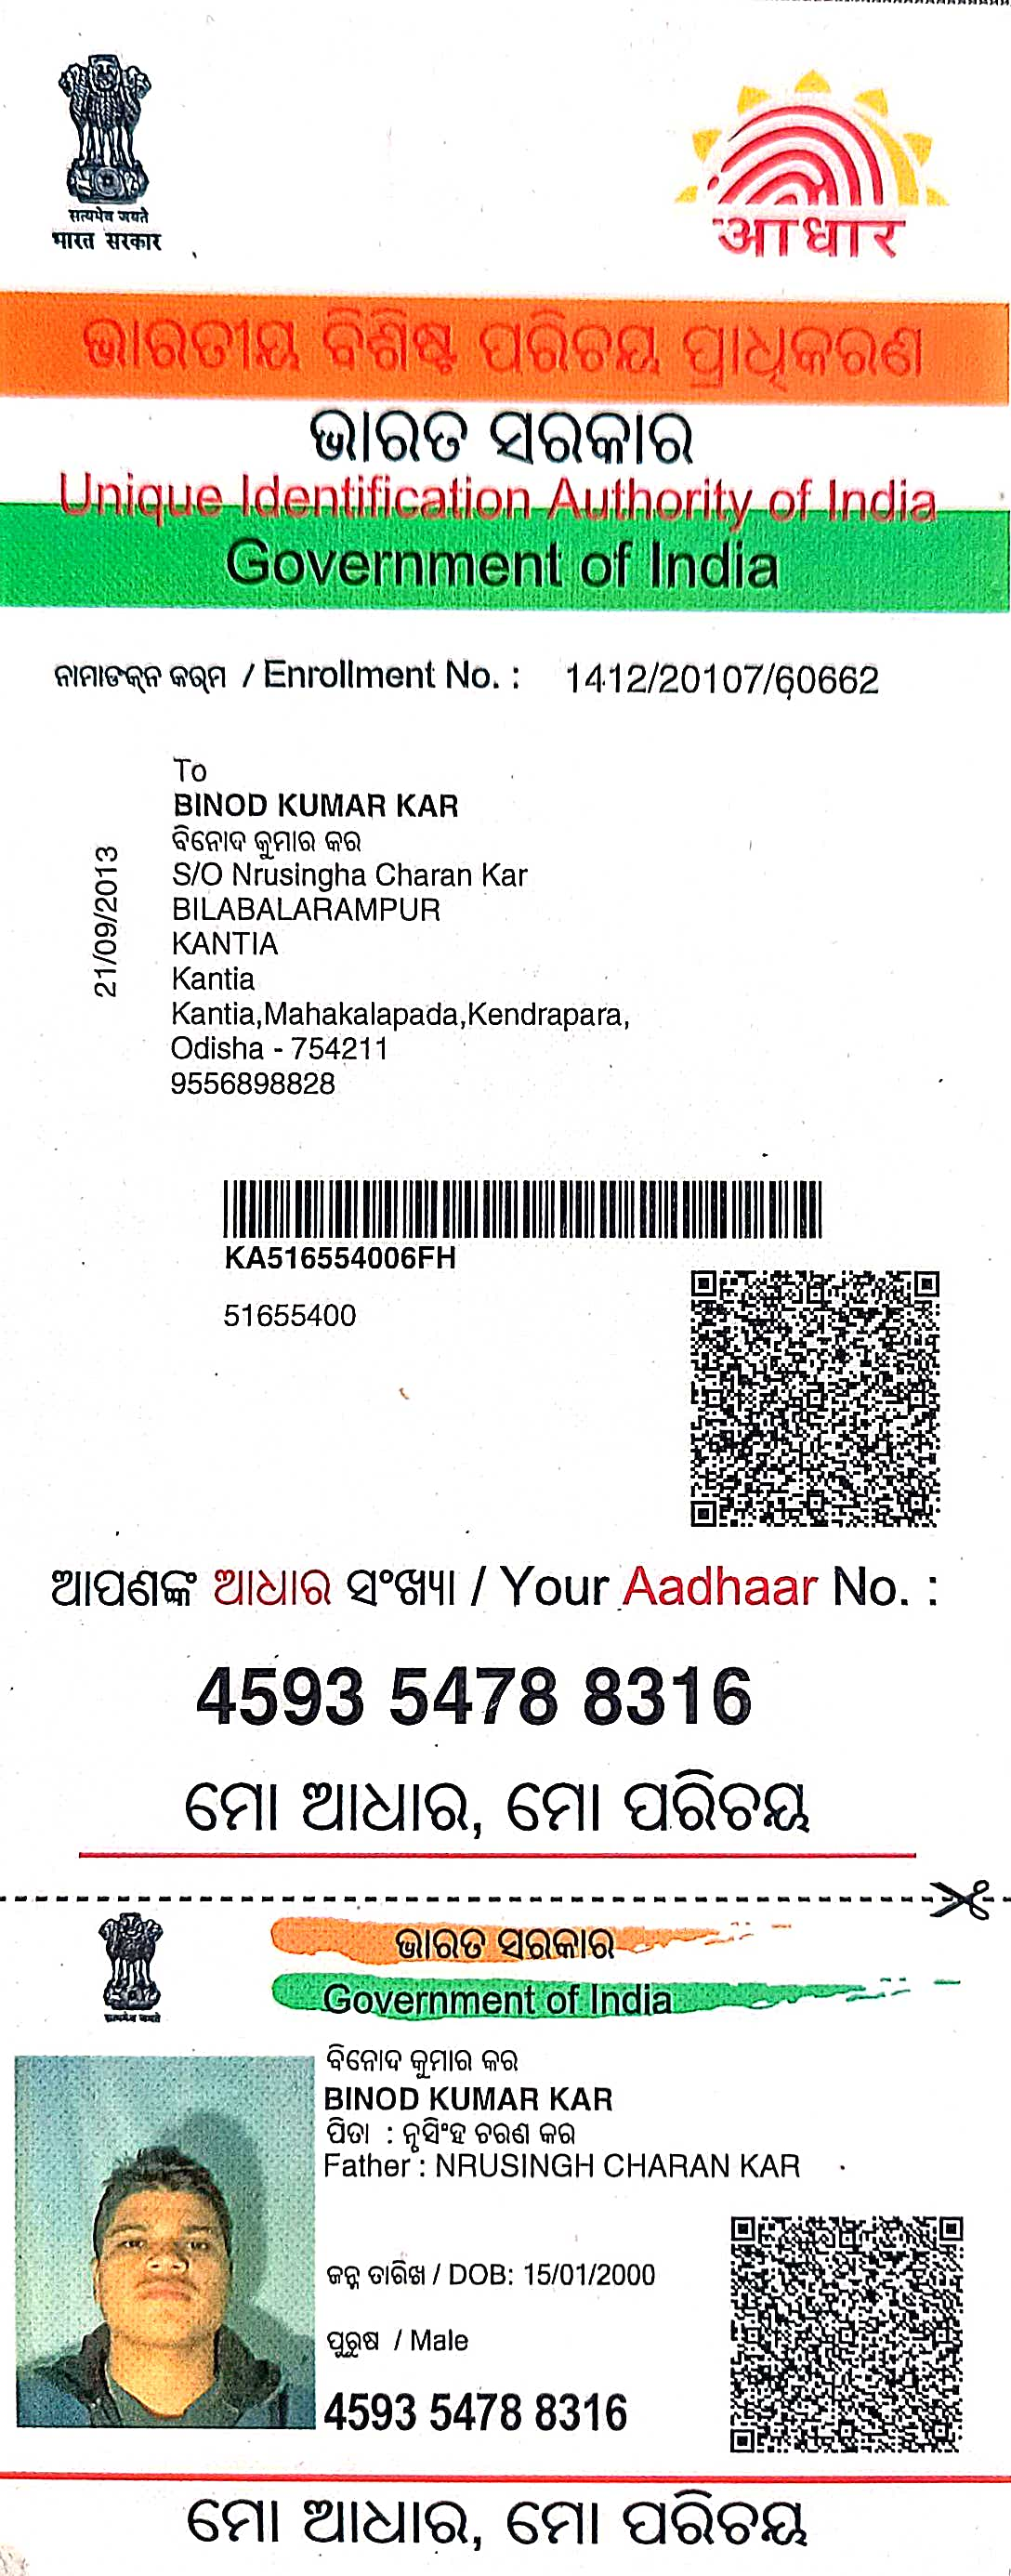 सत्यमेव जयते
भारत सरकार
आधार
ଭାରତୀୟ ବିଶିଷ୍ଟ ପରିଚୟ ପ୍ରାଧିକରଣ
ଭାରତ ସରକାର
Unique Identification Authority of India
Government of India
ନାମାଙକ୍ନ କର୍ମ / Enrollment No. : 1412/20107/60662
To
BINOD KUMAR KAR
ବିନୋଦ କୁମାର କର
S/O Nrusingha Charan Kar
BILABALARAMPUR
KANTIA
Kantia
Kantia,Mahakalapada,Kendrapara,
Odisha - 754211
9556898828
21/09/2013
KA516554006FH
51655400
ଆପଣଙ୍କ ଆଧାର ସଂଖ୍ୟା / Your Aadhaar No. :
4593 5478 8316
ମୋ ଆଧାର, ମୋ ପରିଚୟ
ଭାରତ ସରକାର
Government of India
सत्यमेव जयते
ବିନୋଦ କୁମାର କର
BINOD KUMAR KAR
ପିତା : ନୃସିଂହ ଚରଣ କର
Father : NRUSINGH CHARAN KAR
ଜନ୍ମ ତାରିଖ / DOB: 15/01/2000
ପୁରୁଷ / Male
4593 5478 8316
ମୋ ଆଧାର, ମୋ ପରିଚୟ